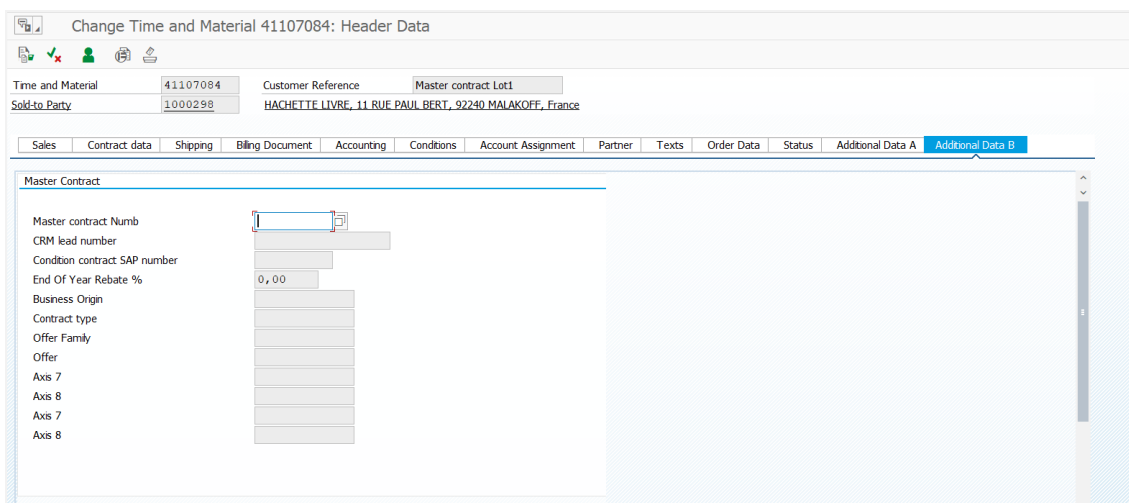 Change Time and Material 41107084: Header Data
Time and Material 41107084 Customer Reference Master contract Lot1
Sold-to Party 1000298 HACHETTE LIVRE, 11 RUE PAUL BERT, 92240 MALAKOFF, France
Sales Contract data Shipping Billing Document Accounting Conditions Account Assignment Partner Texts Order Data Status Additional Data A Additional Data B
Master Contract
Master contract Numb
CRM lead number
Condition contract SAP number
End Of Year Rebate % 0,00
Business Origin
Contract type
Offer Family
Offer
Axis 7
Axis 8
Axis 7
Axis 8